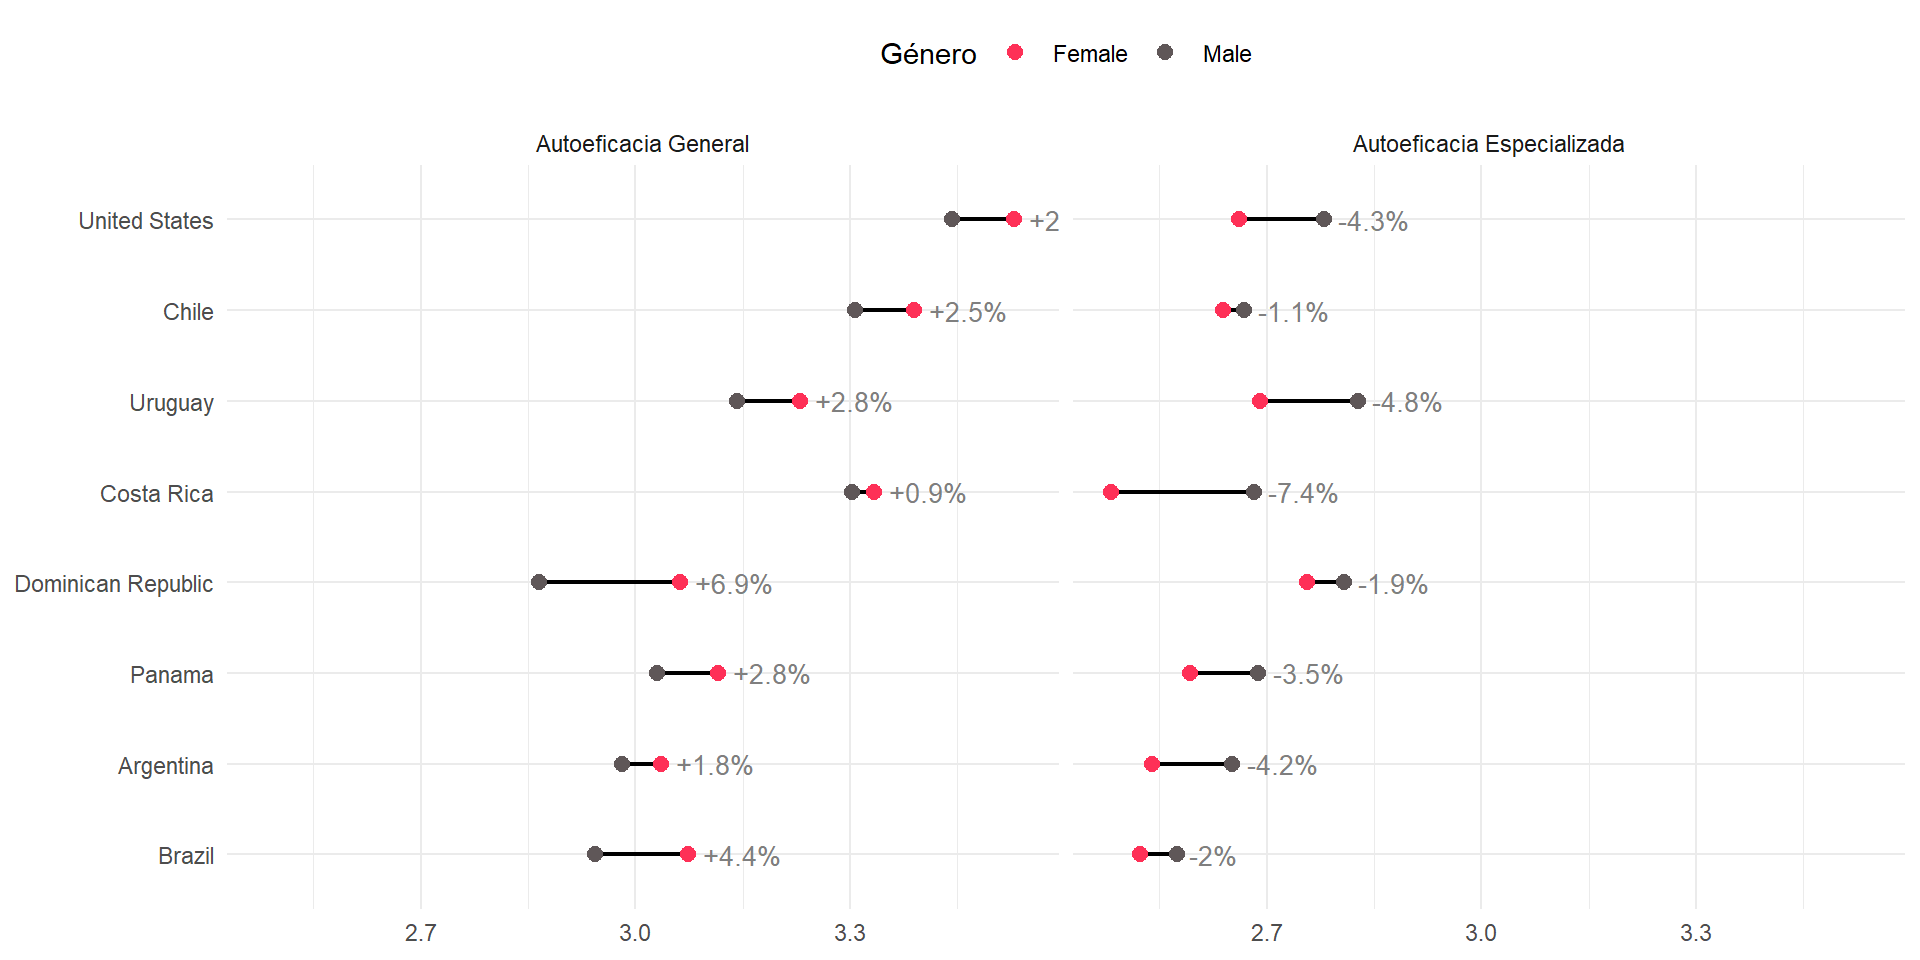 Género Female Male
Autoeficacia General Autoeficacia Especializada
United States +2 -4.3%
Chile +2.5% -1.1%
Uruguay +2.8% -4.8%
Costa Rica +0.9% -7.4%
Dominican Republic +6.9% -1.9%
Panama +2.8% -3.5%
Argentina +1.8% -4.2%
Brazil +4.4% -2%
2.7 3.0 3.3 2.7 3.0 3.3